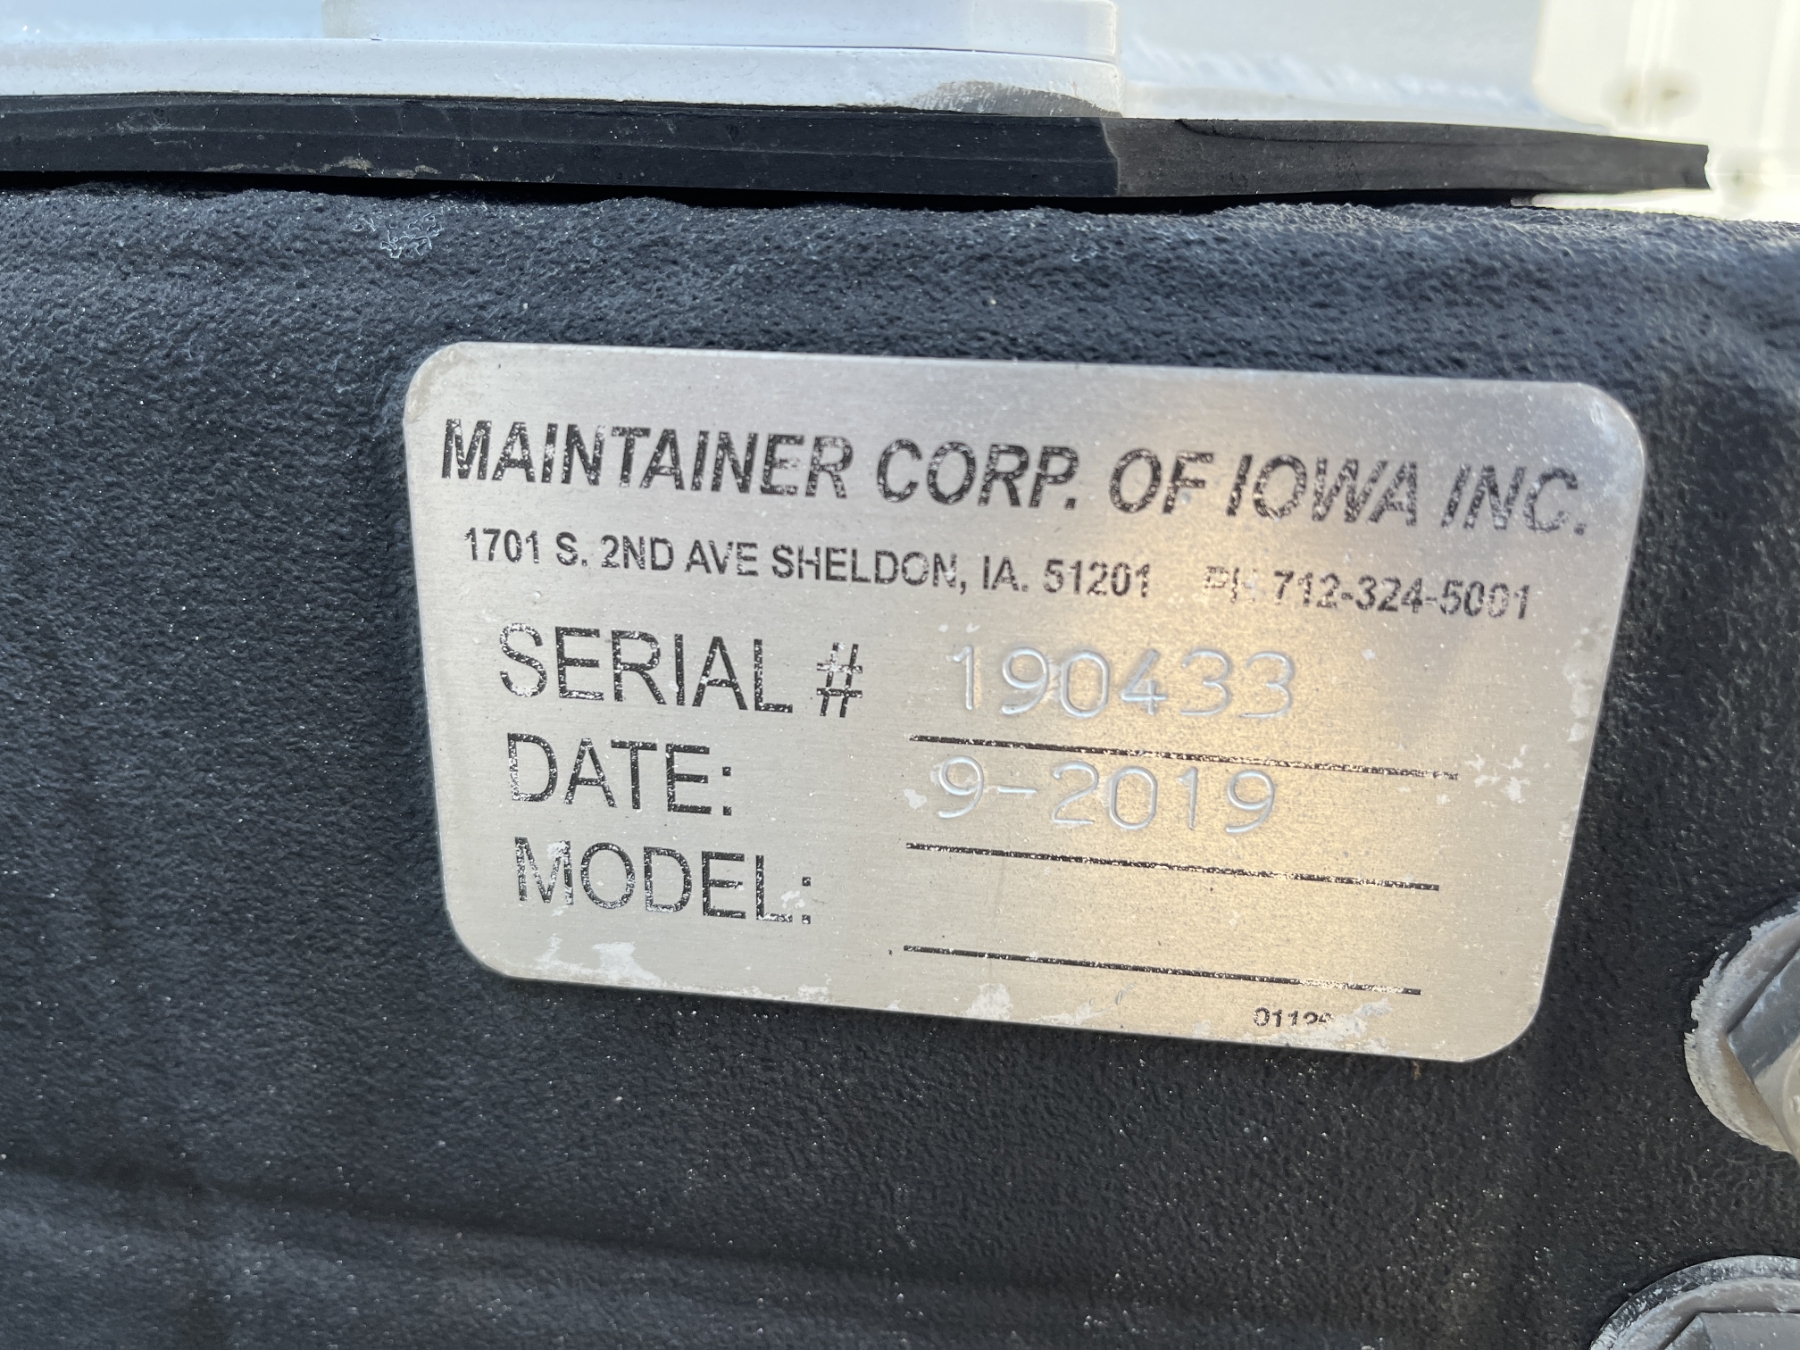 MAINTAINER CORP. OF IOWA INC.
1701 S. 2ND AVE SHELDON, IA. 51201 PH 712-324-5001
SERIAL # 190433
DATE: 9-2019
MODEL: